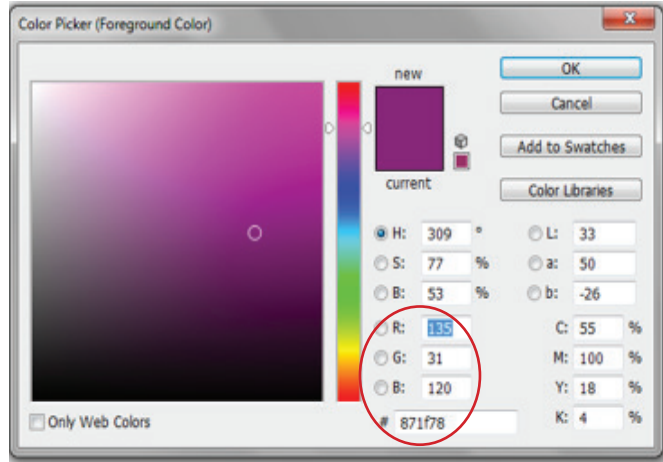 Color Picker (Foreground Color)
new
current
OK
Cancel
Add to Swatches
Color Libraries
H: 309 °
S: 77 %
B: 53 %
R: 135
G: 31
B: 120
# 871f78
L: 33
a: 50
b: -26
C: 55 %
M: 100 %
Y: 18 %
K: 4 %
Only Web Colors